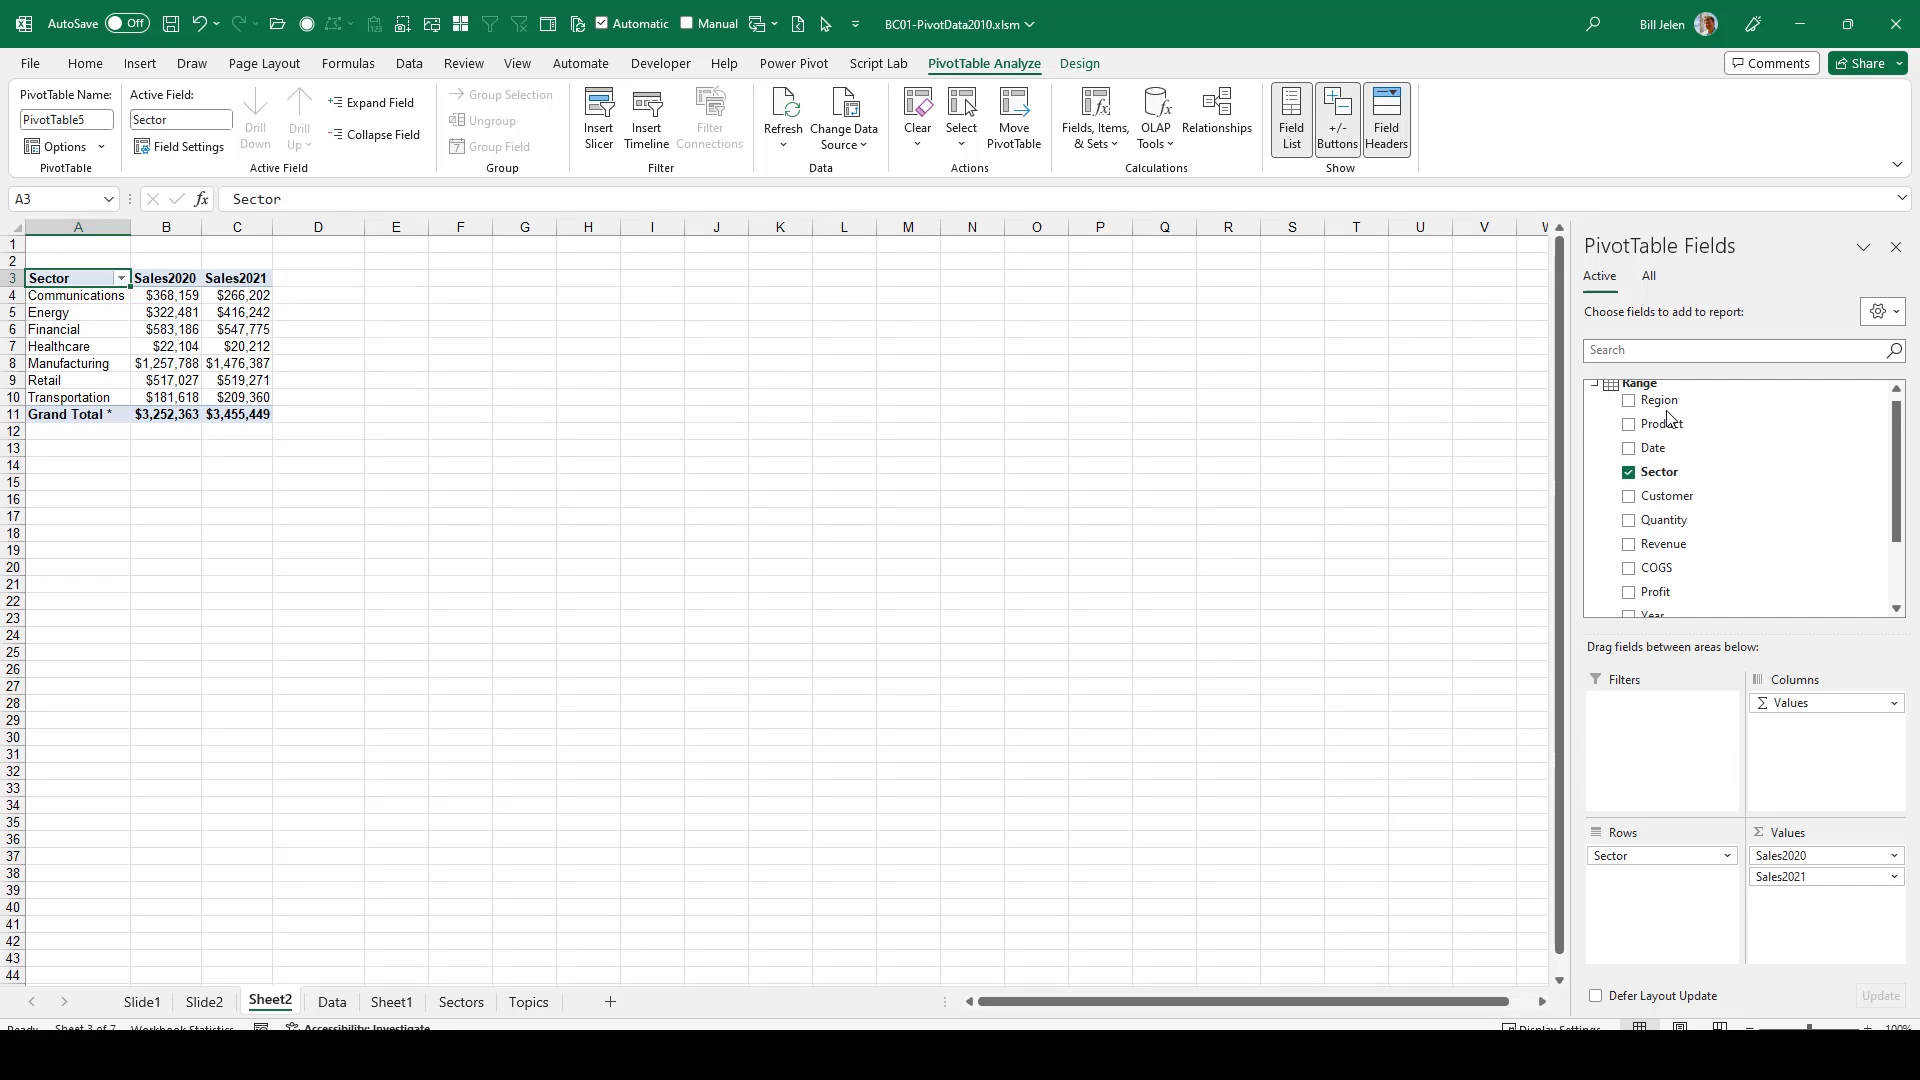 AutoSave Off Automatic Manual BC01-PivotData2010.xlsm Bill Jelen
File Home Insert Draw Page Layout Formulas Data Review View Automate Developer Help Power Pivot Script Lab PivotTable Analyze Design Comments Share
PivotTable Name:
PivotTable5
Options
PivotTable
Active Field:
Sector
Field Settings
Drill Down
Drill Up
Expand Field
Collapse Field
Active Field
Group Selection
Ungroup
Group Field
Group
Insert Slicer
Insert Timeline
Filter Connections
Filter
Refresh
Change Data Source
Data
Clear
Select
Move PivotTable
Actions
Fields, Items, & Sets
OLAP Tools
Relationships
Calculations
Field List
+/- Buttons
Field Headers
Show
A3 fx Sector
A B C D E F G H I J K L M N O P Q R S T U V W
1
2
3 Sector Sales2020 Sales2021
4 Communications $368,159 $266,202
5 Energy $322,481 $416,242
6 Financial $583,186 $547,775
7 Healthcare $22,104 $20,212
8 Manufacturing $1,257,788 $1,476,387
9 Retail $517,027 $519,271
10 Transportation $181,618 $209,360
11 Grand Total * $3,252,363 $3,455,449
12
13
14
15
16
17
18
19
20
21
22
23
24
25
26
27
28
29
30
31
32
33
34
35
36
37
38
39
40
41
42
43
44
PivotTable Fields
Active All
Choose fields to add to report:
Search
Range
Region
Product
Date
Sector
Customer
Quantity
Revenue
COGS
Profit
Year
Drag fields between areas below:
Filters
Columns
Σ Values
Rows
Sector
Σ Values
Sales2020
Sales2021
Defer Layout Update Update
Slide1 Slide2 Sheet2 Data Sheet1 Sectors Topics
Ready Sheet 3 of 7 Workbook Statistics Accessibility: Investigate Display Settings 100%